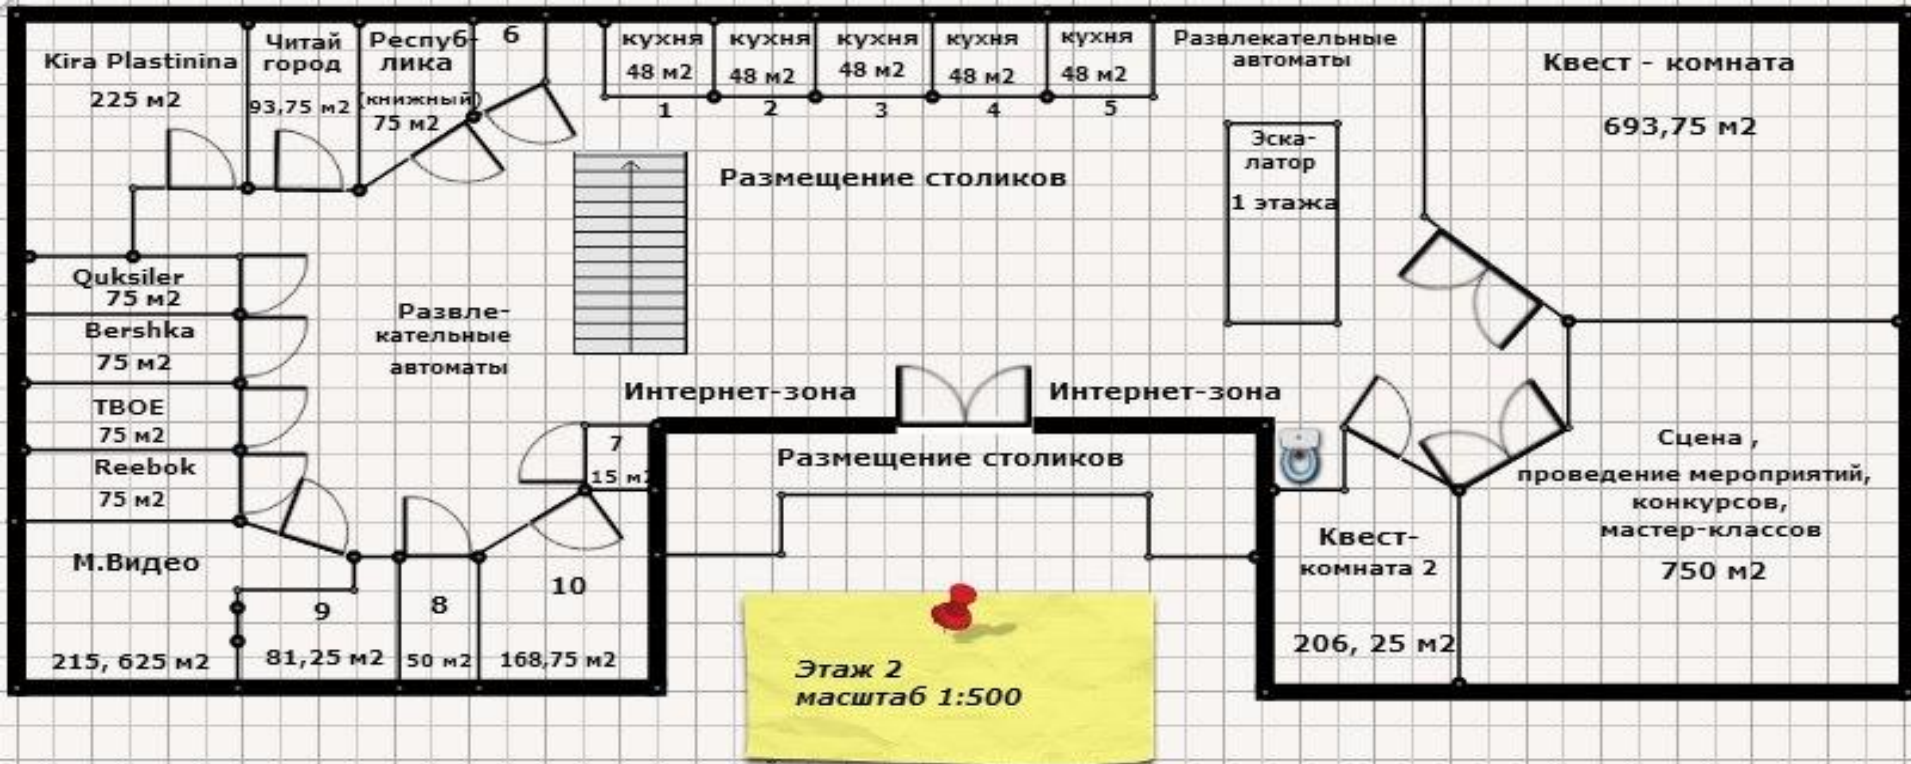 Kira Plastinina
225 м2
Читай
город
93,75 м2
Респуб-
лика
(книжный)
75 м2
6
кухня
48 м2
1
кухня
48 м2
2
кухня
48 м2
3
кухня
48 м2
4
кухня
48 м2
5
Развлекательные
автоматы
Квест - комната
693,75 м2
Эска-
латор
1 этажа
Размещение столиков
Quksiler
75 м2
Bershka
75 м2
ТВОЕ
75 м2
Reebok
75 м2
Развле-
кательные
автоматы
Интернет-зона
Интернет-зона
7
15 м2
Размещение столиков
Сцена ,
проведение мероприятий,
конкурсов,
мастер-классов
750 м2
Квест-
комната 2
206, 25 м2
М.Видео
215, 625 м2
9
81,25 м2
8
50 м2
10
168,75 м2
Этаж 2
масштаб 1:500